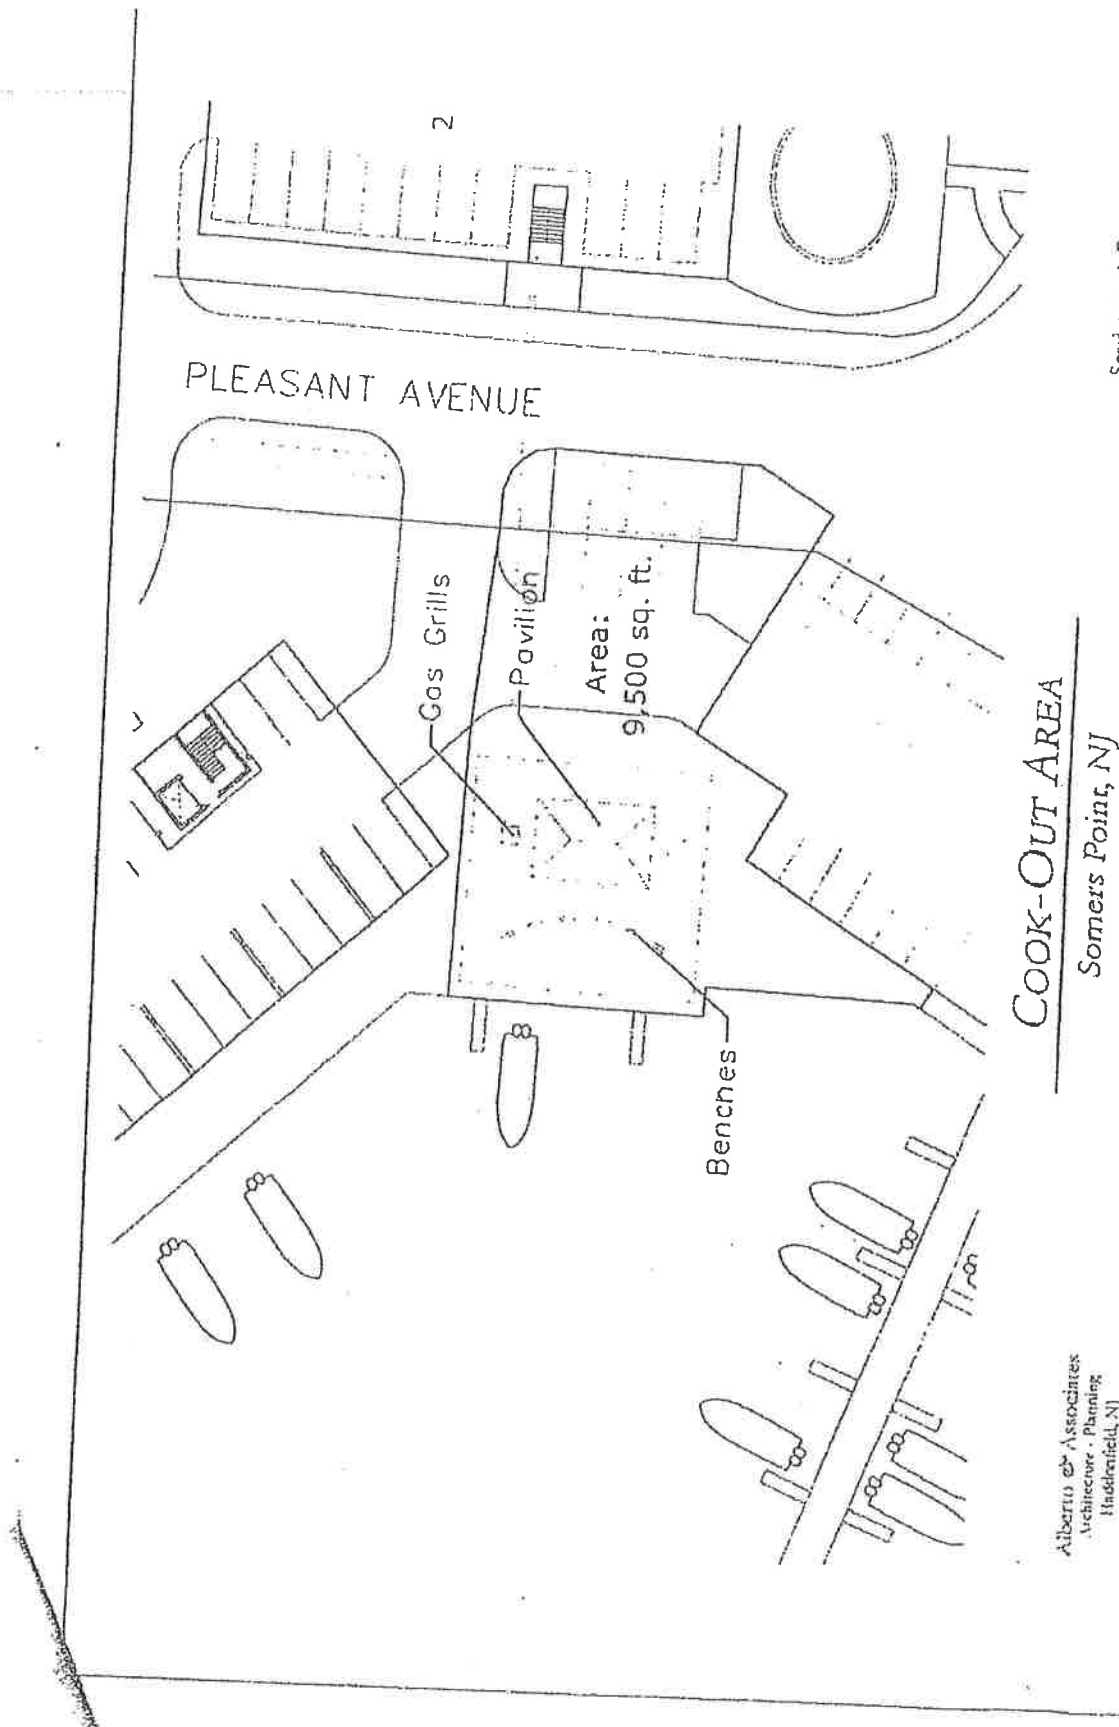 2
PLEASANT AVENUE
Gas Grills
Pavilion
Area:
9,500 sq. ft.
Benches
COOK-OUT AREA
Somers Point, NJ
Alberto & Associates
Architecture - Planning
Haddonfield, NJ